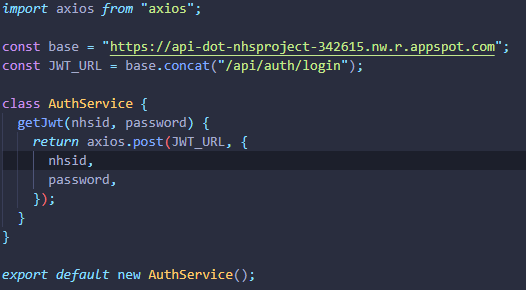 import axios from "axios";
const base = "https://api-dot-nhsproject-342615.nw.r.appspot.com";
const JWT_URL = base.concat("/api/auth/login");
class AuthService {
getJwt(nhsid, password) {
return axios.post(JWT_URL, {
nhsid,
password,
});
}
}
export default new AuthService();